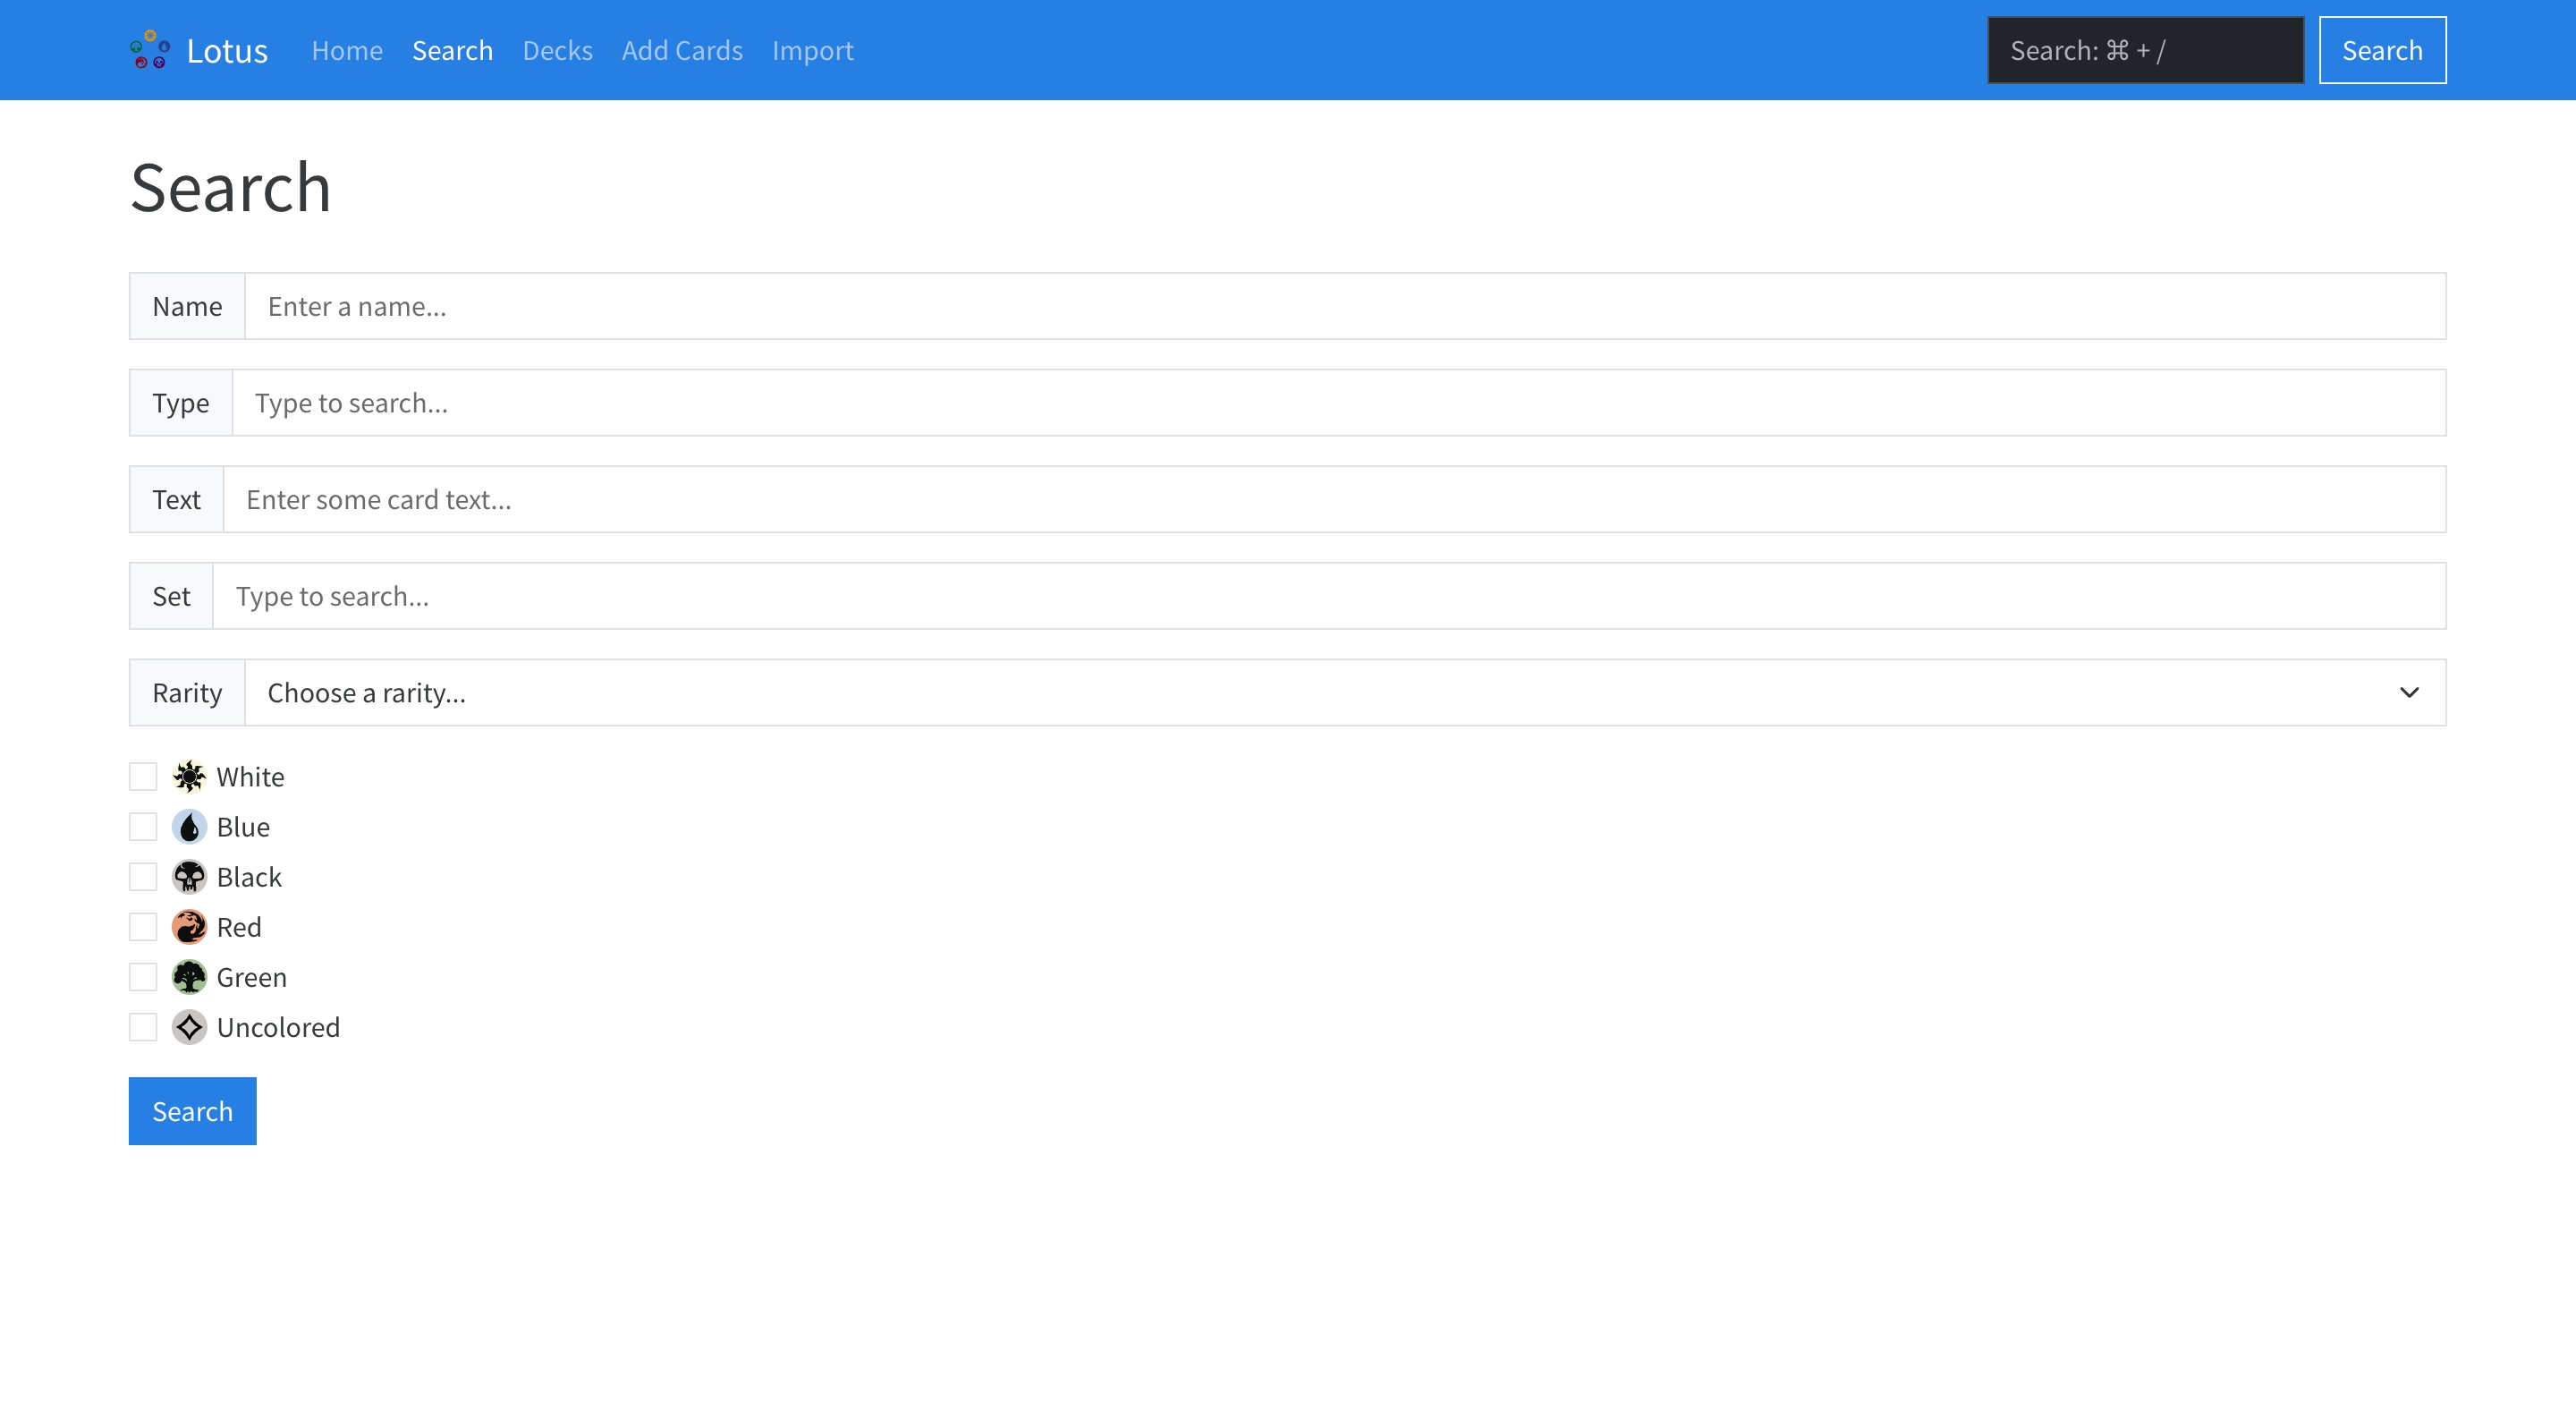 Lotus Home Search Decks Add Cards Import Search: ⌘ + / Search
Search
Name Enter a name...
Type Type to search...
Text Enter some card text...
Set Type to search...
Rarity Choose a rarity...
White
Blue
Black
Red
Green
Uncolored
Search